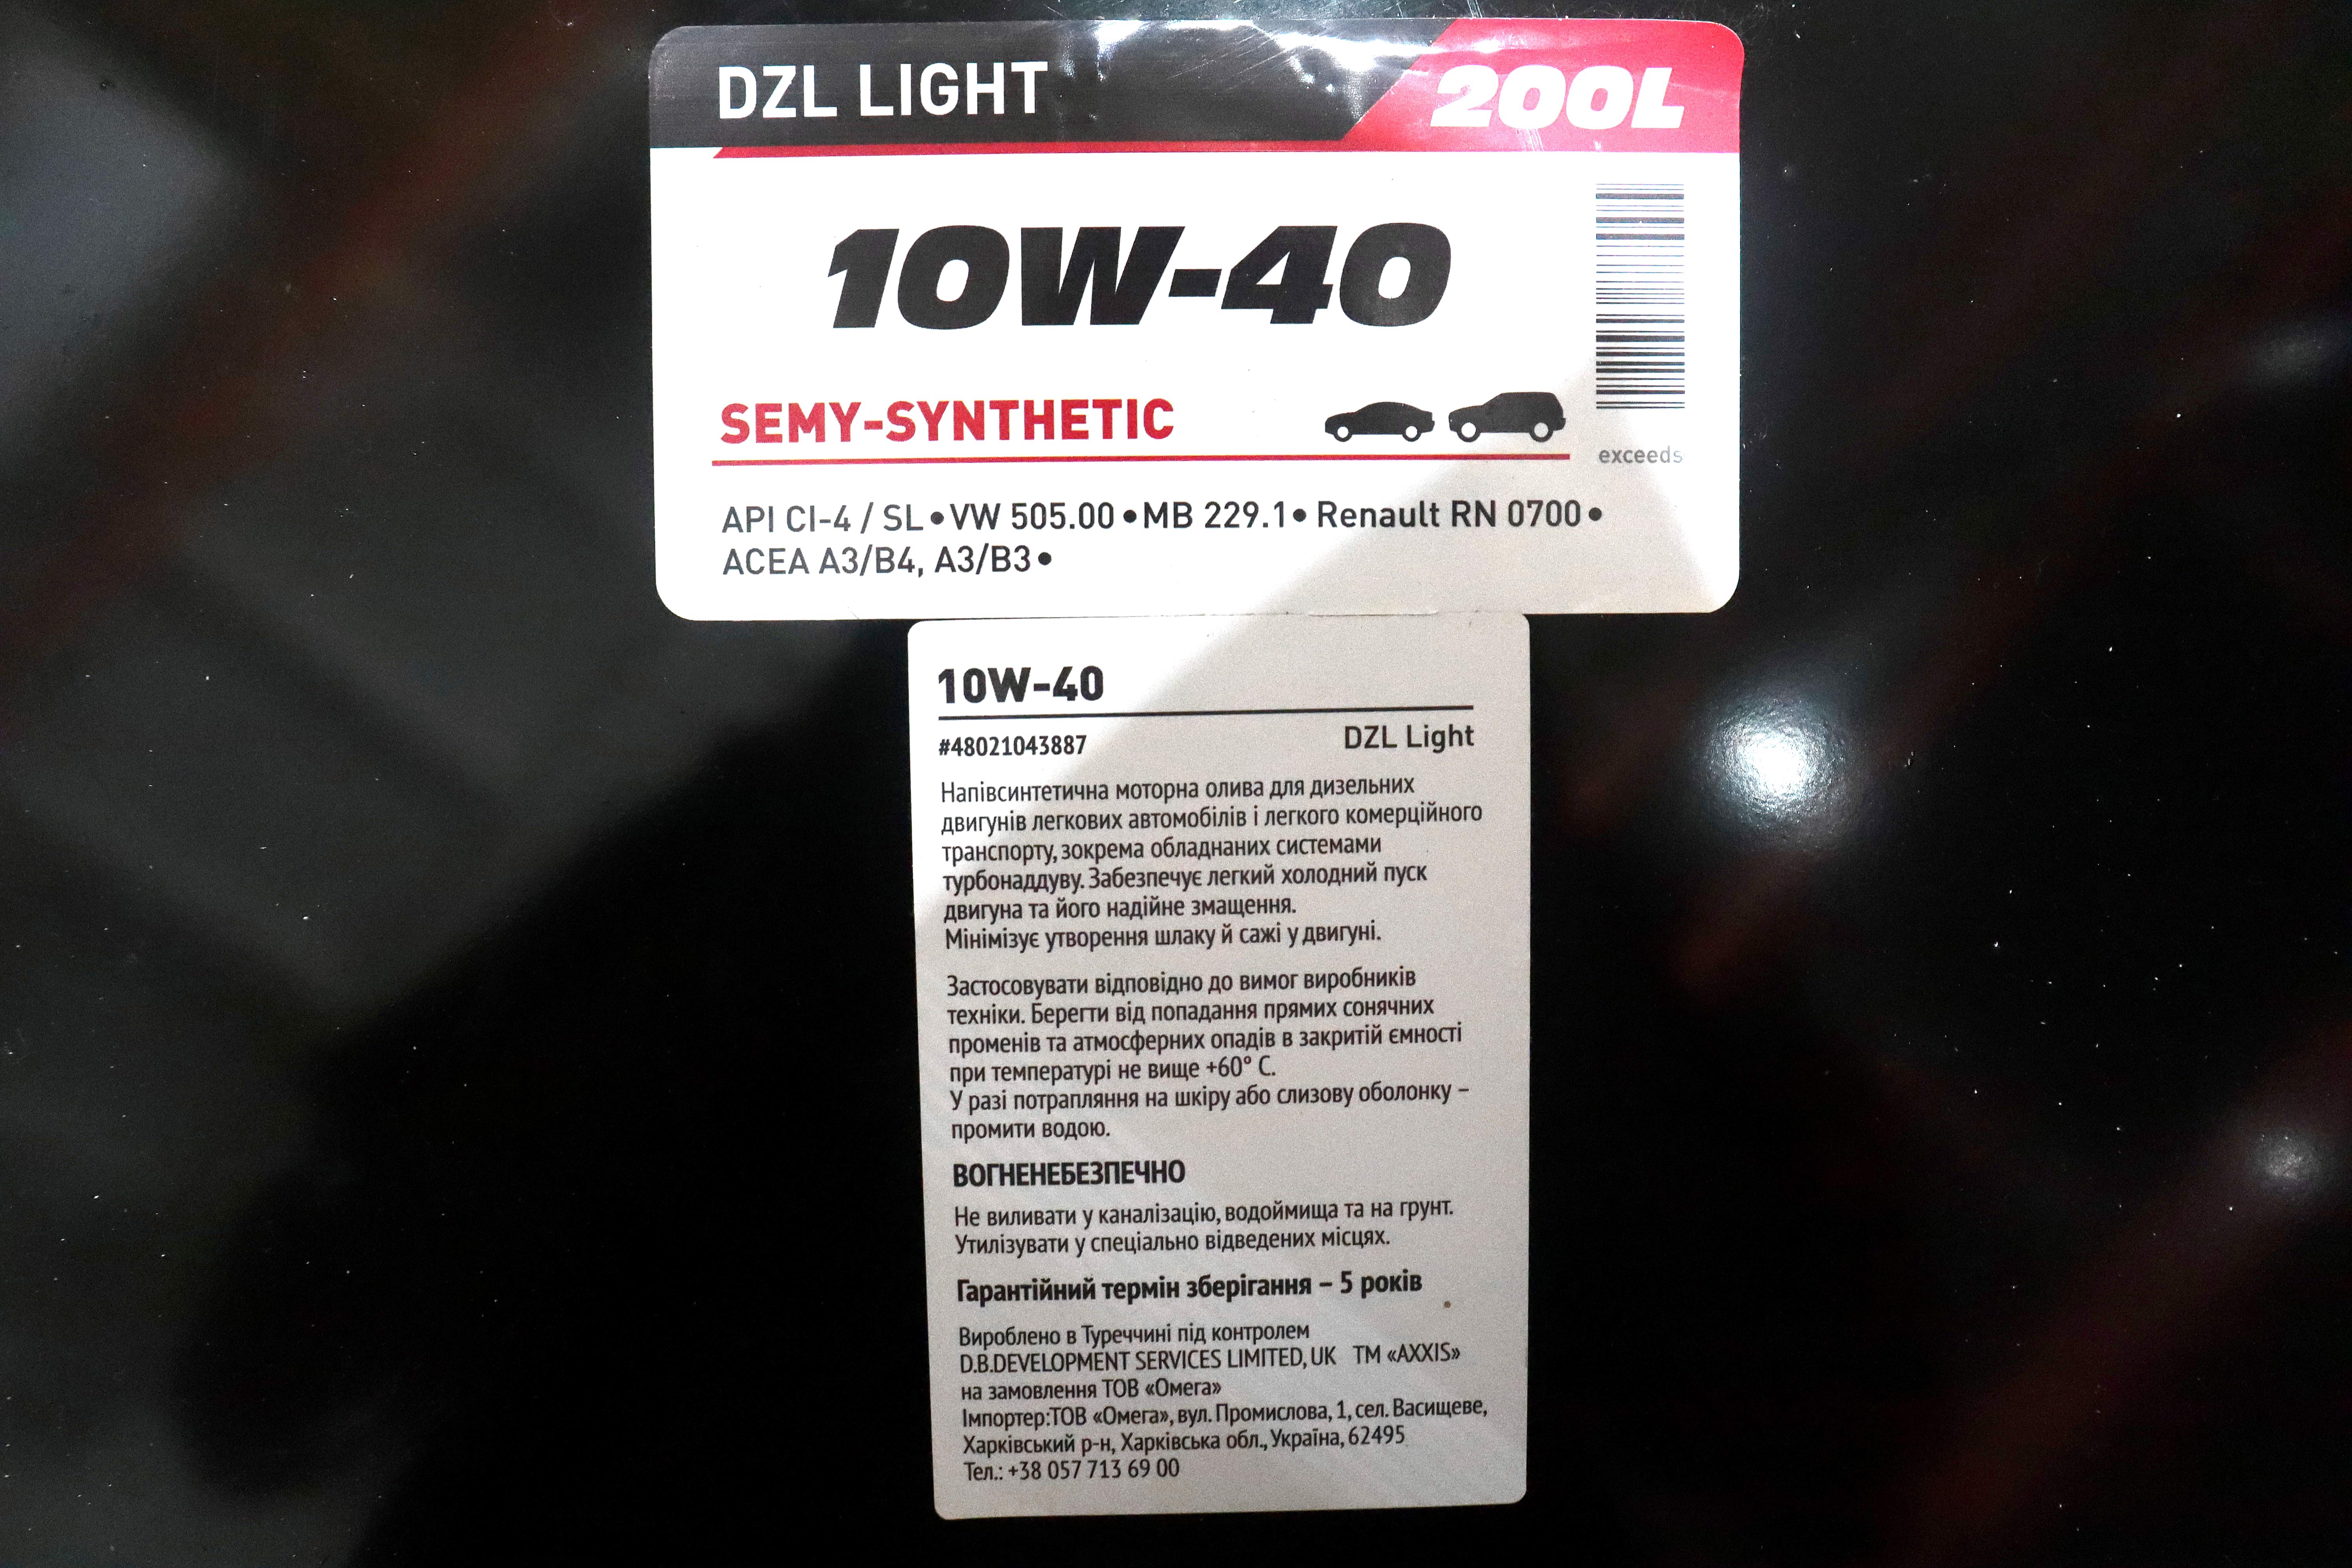 DZL LIGHT 200L
10W-40
SEMY-SYNTHETIC
exceeds
API CI-4 / SL • VW 505.00 • MB 229.1 • Renault RN 0700 •
ACEA A3/B4, A3/B3 •
10W-40
#48021043887 DZL Light
Напівсинтетична моторна олива для дизельних
двигунів легкових автомобілів і легкого комерційного
транспорту, зокрема обладнаних системами
турбонаддуву. Забезпечує легкий холодний пуск
двигуна та його надійне змащення.
Мінімізує утворення шлаку й сажі у двигуні.
Застосовувати відповідно до вимог виробників
техніки. Берегти від попадання прямих сонячних
променів та атмосферних опадів в закритій ємності
при температурі не вище +60° С.
У разі потрапляння на шкіру або слизову оболонку –
промити водою.
ВОГНЕНЕБЕЗПЕЧНО
Не виливати у каналізацію, водоймища та на грунт.
Утилізувати у спеціально відведених місцях.
Гарантійний термін зберігання – 5 років
Вироблено в Туреччині під контролем
D.B.DEVELOPMENT SERVICES LIMITED, UK ТМ «AXXIS»
на замовлення ТОВ «Омега»
Імпортер:ТОВ «Омега», вул. Промислова, 1, сел. Васищеве,
Харківський р-н, Харківська обл., Україна, 62495
Тел.: +38 057 713 69 00